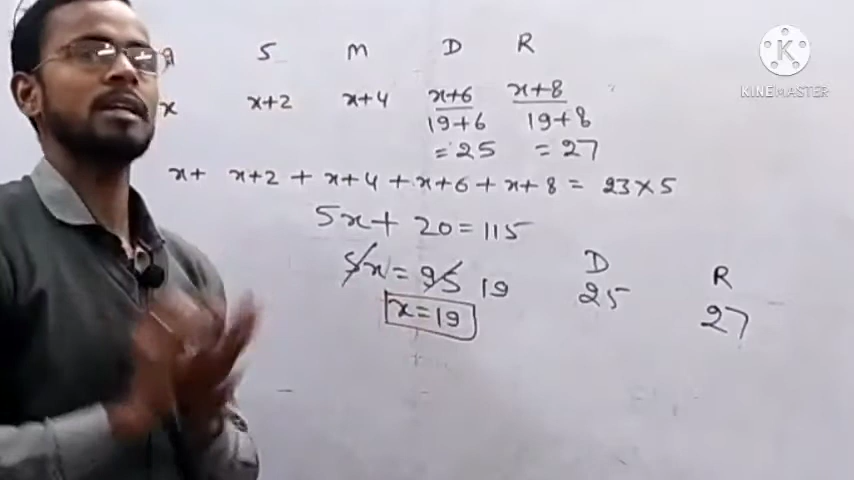 S M D R
x x+2 x+4 x+6 x+8
19+6 19+8
=25 =27
x+ x+2 + x+4 + x+6 + x+8 = 23×5
5x+ 20=115
5x = 95 19
x=19
D R
25 27
K
KINEMASTER